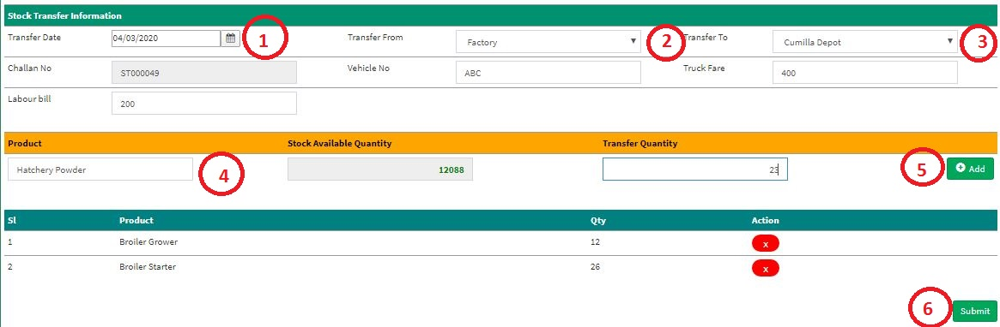 Stock Transfer Information
Transfer Date 04/03/2020 1 Transfer From Factory 2 Transfer To Cumilla Depot 3
Challan No ST000049 Vehicle No ABC Truck Fare 400
Labour bill 200
Product Stock Available Quantity Transfer Quantity
Hatchery Powder 4 12088 23 5 Add
Sl Product Qty Action
1 Broiler Grower 12 x
2 Broiler Starter 26 x
6 Submit